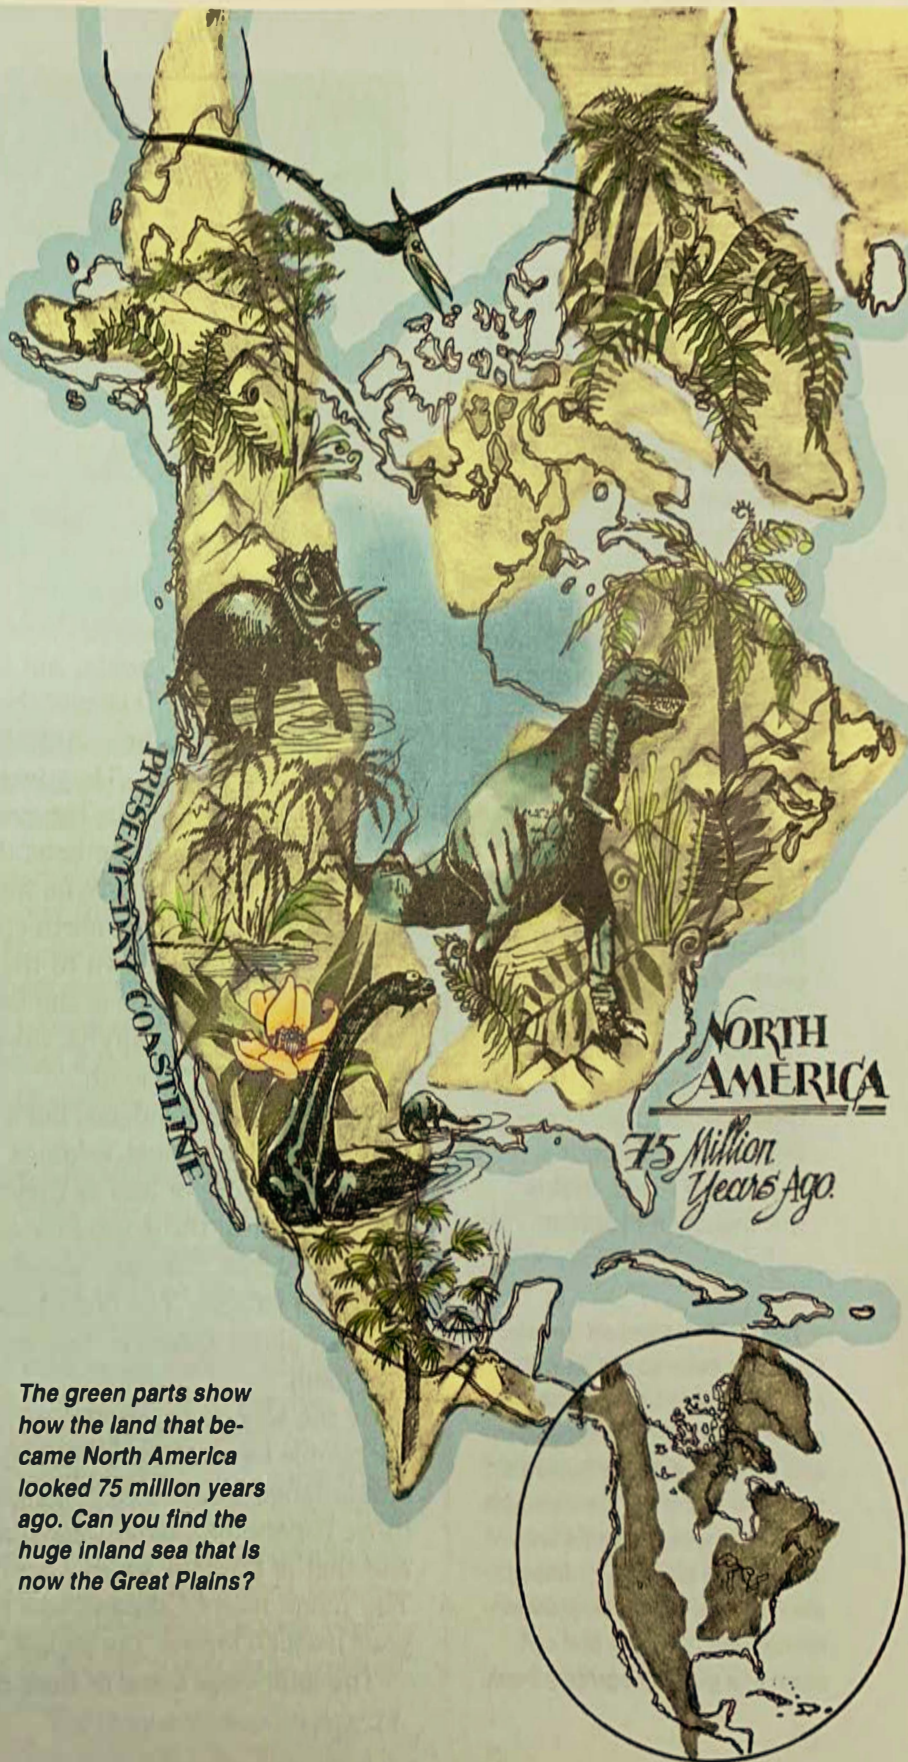 PRESENT-DAY COASTLINE
NORTH
AMERICA
75 Million
Years Ago.
The green parts show
how the land that be-
came North America
looked 75 million years
ago. Can you find the
huge inland sea that is
now the Great Plains?